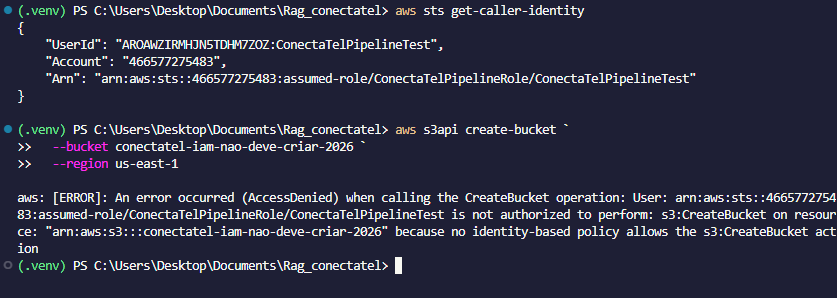 (.venv) PS C:\Users\Desktop\Documents\Rag_conectatel> aws sts get-caller-identity
{
    "UserId": "AROAWZIRMHJN5TDHM7ZOZ:ConectaTelPipelineTest",
    "Account": "466577275483",
    "Arn": "arn:aws:sts::466577275483:assumed-role/ConectaTelPipelineRole/ConectaTelPipelineTest"
}
(.venv) PS C:\Users\Desktop\Documents\Rag_conectatel> aws s3api create-bucket `
>>   --bucket conectatel-iam-nao-deve-criar-2026 `
>>   --region us-east-1
aws: [ERROR]: An error occurred (AccessDenied) when calling the CreateBucket operation: User: arn:aws:sts::4665772754
83:assumed-role/ConectaTelPipelineRole/ConectaTelPipelineTest is not authorized to perform: s3:CreateBucket on resour
ce: "arn:aws:s3:::conectatel-iam-nao-deve-criar-2026" because no identity-based policy allows the s3:CreateBucket act
ion
(.venv) PS C:\Users\Desktop\Documents\Rag_conectatel>